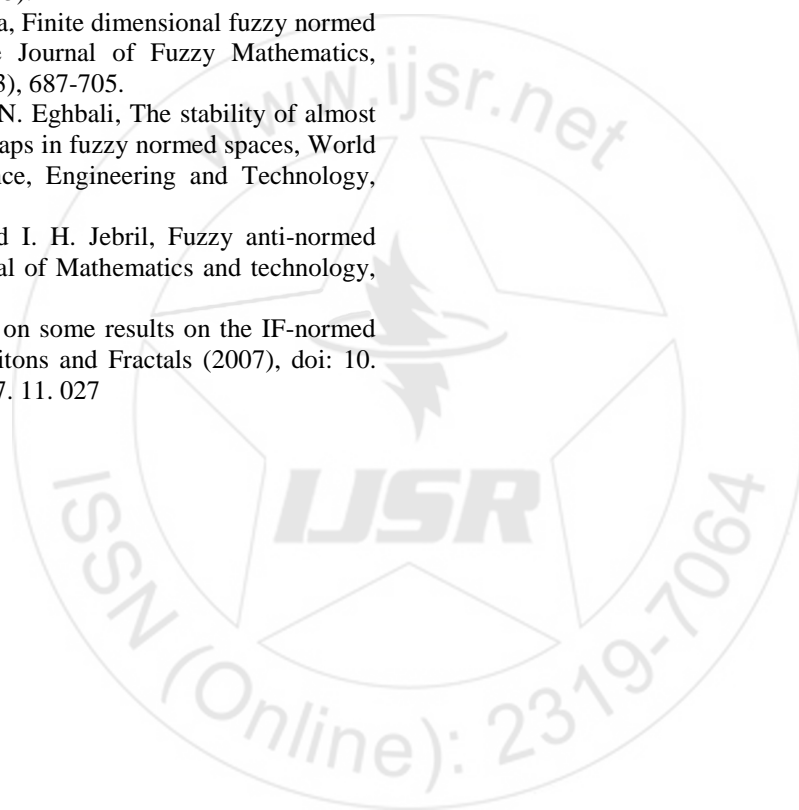 a, Finite dimensional fuzzy normed
Journal of Fuzzy Mathematics,
), 687-705.
N. Eghbali, The stability of almost
aps in fuzzy normed spaces, World
nce, Engineering and Technology,
d I. H. Jebril, Fuzzy anti-normed
al of Mathematics and technology,
on some results on the IF-normed
itons and Fractals (2007), doi: 10.
7. 11. 027
www.ijsr.net
IJSR
ISSN (Online): 2319-7064